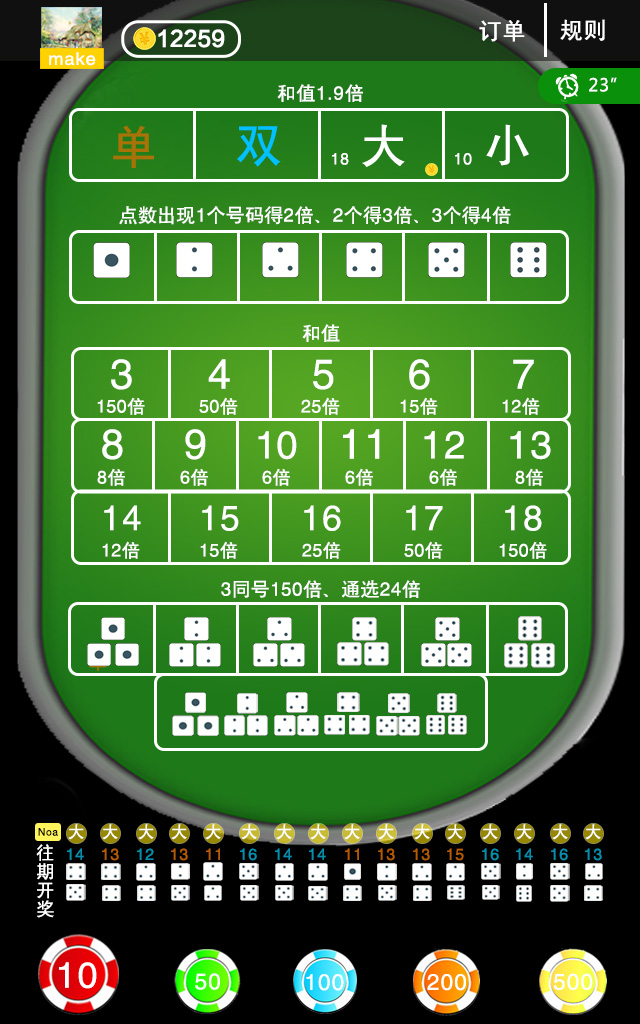 make
¥ 12259
订单 规则
23"
和值1.9倍
单 双 18 大 10 小
点数出现1个号码得2倍、2个得3倍、3个得4倍
和值
3 4 5 6 7
150倍 50倍 25倍 15倍 12倍
8 9 10 11 12 13
8倍 6倍 6倍 6倍 6倍 8倍
14 15 16 17 18
12倍 15倍 25倍 50倍 150倍
3同号150倍、通选24倍
Noa 大 大 大 大 大 大 大 大 大 大 大 大 大 大 大 大
往期开奖
14 13 12 13 11 16 14 14 11 13 13 15 16 14 16 13
10 50 100 200 500